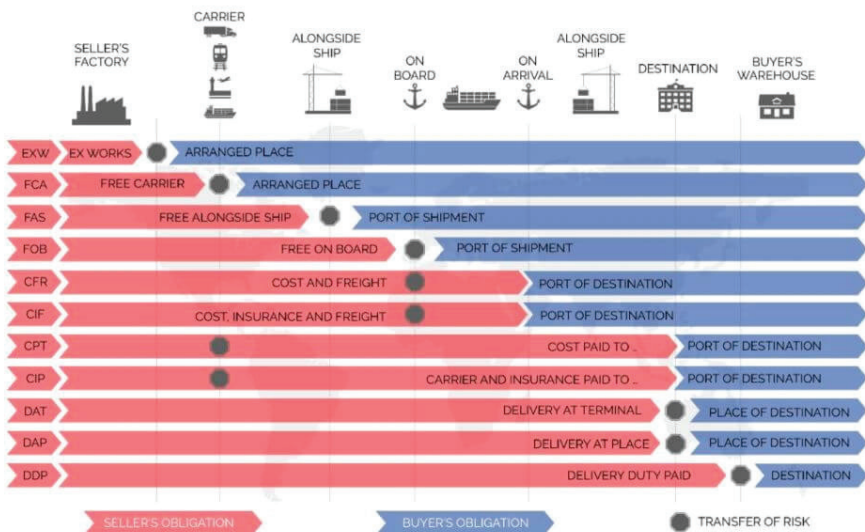 CARRIER
SELLER'S
FACTORY
ALONGSIDE
SHIP
ON
BOARD
ON
ARRIVAL
ALONGSIDE
SHIP
DESTINATION
BUYER'S
WAREHOUSE
EXW EX WORKS ARRANGED PLACE
FCA FREE CARRIER ARRANGED PLACE
FAS FREE ALONGSIDE SHIP PORT OF SHIPMENT
FOB FREE ON BOARD PORT OF SHIPMENT
CFR COST AND FREIGHT PORT OF DESTINATION
CIF COST, INSURANCE AND FREIGHT PORT OF DESTINATION
CPT COST PAID TO .. PORT OF DESTINATION
CIP CARRIER AND INSURANCE PAID TO .. PORT OF DESTINATION
DAT DELIVERY AT TERMINAL PLACE OF DESTINATION
DAP DELIVERY AT PLACE PLACE OF DESTINATION
DDP DELIVERY DUTY PAID DESTINATION
SELLER'S OBLIGATION BUYER'S OBLIGATION TRANSFER OF RISK